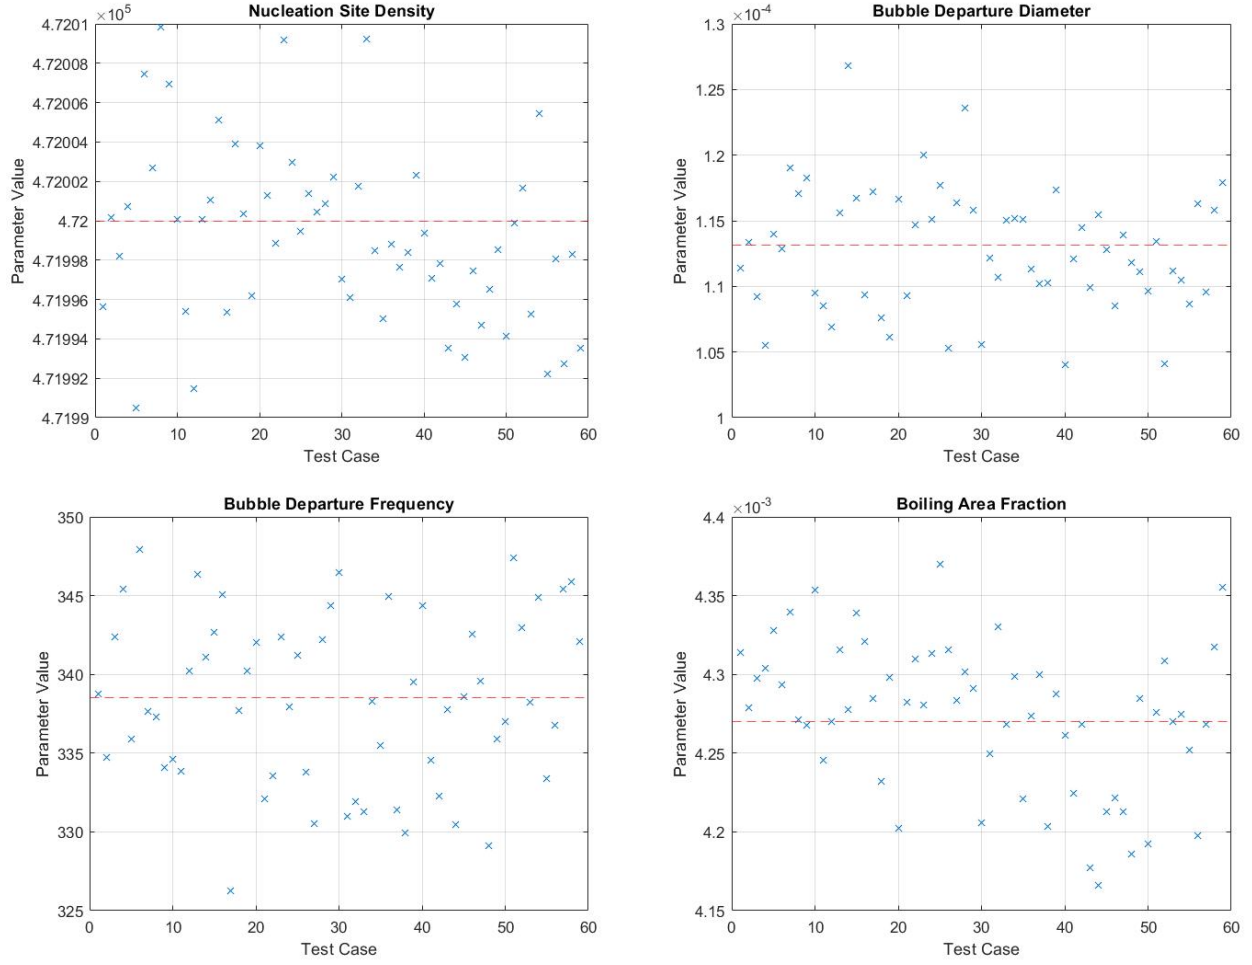 Nucleation Site Density
×10^5
4.7201
4.72008
4.72006
4.72004
4.72002
4.72
4.71998
4.71996
4.71994
4.71992
4.7199
Parameter Value
0 10 20 30 40 50 60
Test Case
Bubble Departure Diameter
×10^-4
1.3
1.25
1.2
1.15
1.1
1.05
1
Parameter Value
0 10 20 30 40 50 60
Test Case
Bubble Departure Frequency
350
345
340
335
330
325
Parameter Value
0 10 20 30 40 50 60
Test Case
Boiling Area Fraction
×10^-3
4.4
4.35
4.3
4.25
4.2
4.15
Parameter Value
0 10 20 30 40 50 60
Test Case